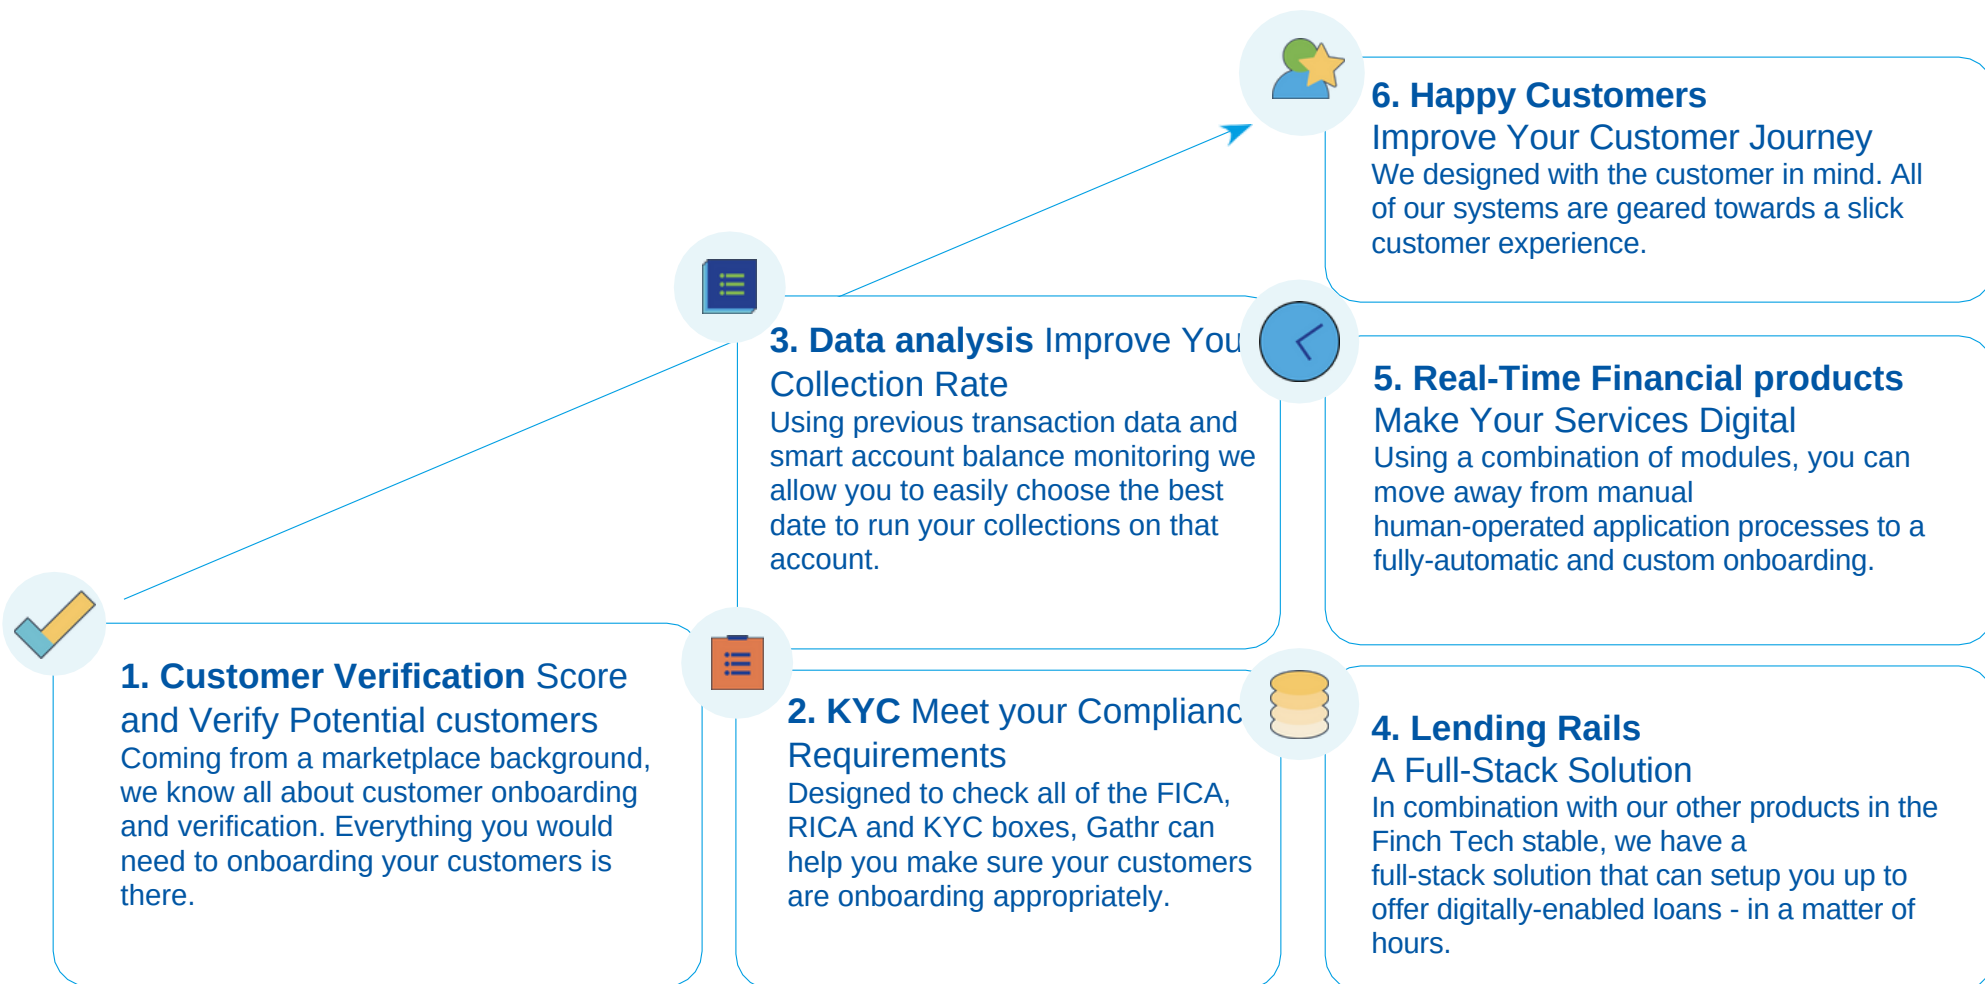 1. Customer Verification Score
and Verify Potential customers
Coming from a marketplace background,
we know all about customer onboarding
and verification. Everything you would
need to onboarding your customers is
there.
2. KYC Meet your Complianc
Requirements
Designed to check all of the FICA,
RICA and KYC boxes, Gathr can
help you make sure your customers
are onboarding appropriately.
3. Data analysis Improve You
Collection Rate
Using previous transaction data and
smart account balance monitoring we
allow you to easily choose the best
date to run your collections on that
account.
4. Lending Rails
A Full-Stack Solution
In combination with our other products in the
Finch Tech stable, we have a
full-stack solution that can setup you up to
offer digitally-enabled loans - in a matter of
hours.
5. Real-Time Financial products
Make Your Services Digital
Using a combination of modules, you can
move away from manual
human-operated application processes to a
fully-automatic and custom onboarding.
6. Happy Customers
Improve Your Customer Journey
We designed with the customer in mind. All
of our systems are geared towards a slick
customer experience.